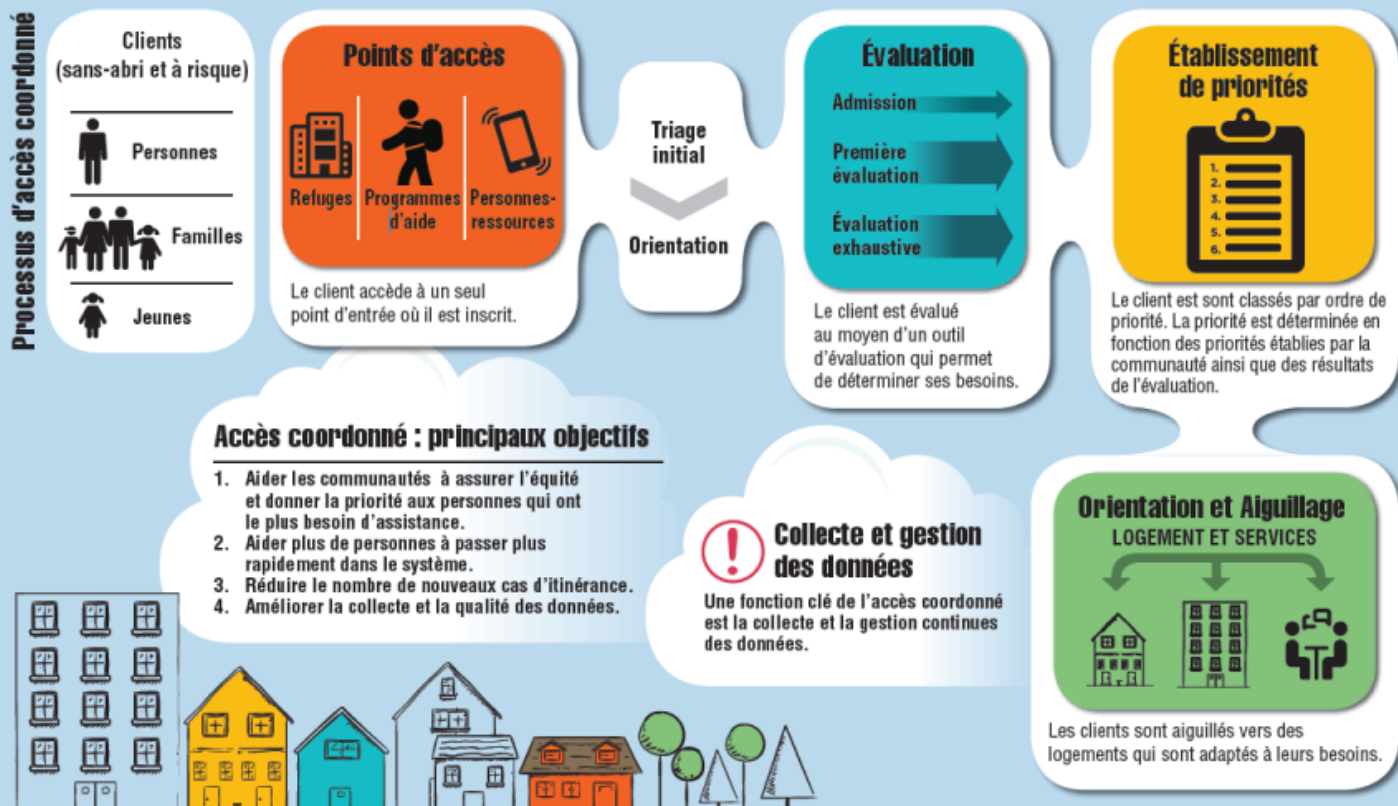 Processus d'accès coordonné
Clients
(sans-abri et à risque)
Personnes
Familles
Jeunes
Points d'accès
Refuges
Programmes
d'aide
Personnes-
ressources
Le client accède à un seul
point d'entrée où il est inscrit.
Triage
initial
Orientation
Évaluation
Admission
Première
évaluation
Évaluation
exhaustive
Le client est évalué
au moyen d'un outil
d'évaluation qui permet
de déterminer ses besoins.
Établissement
de priorités
1.
2.
3.
4.
5.
6.
Le client est sont classés par ordre de
priorité. La priorité est déterminée en
fonction des priorités établies par la
communauté ainsi que des résultats
de l'évaluation.
Accès coordonné : principaux objectifs
1. Aider les communautés à assurer l'équité
et donner la priorité aux personnes qui ont
le plus besoin d'assistance.
2. Aider plus de personnes à passer plus
rapidement dans le système.
3. Réduire le nombre de nouveaux cas d'itinérance.
4. Améliorer la collecte et la qualité des données.
!
Collecte et gestion
des données
Une fonction clé de l'accès coordonné
est la collecte et la gestion continues
des données.
Orientation et Aiguillage
LOGEMENT ET SERVICES
Les clients sont aiguillés vers des
logements qui sont adaptés à leurs besoins.